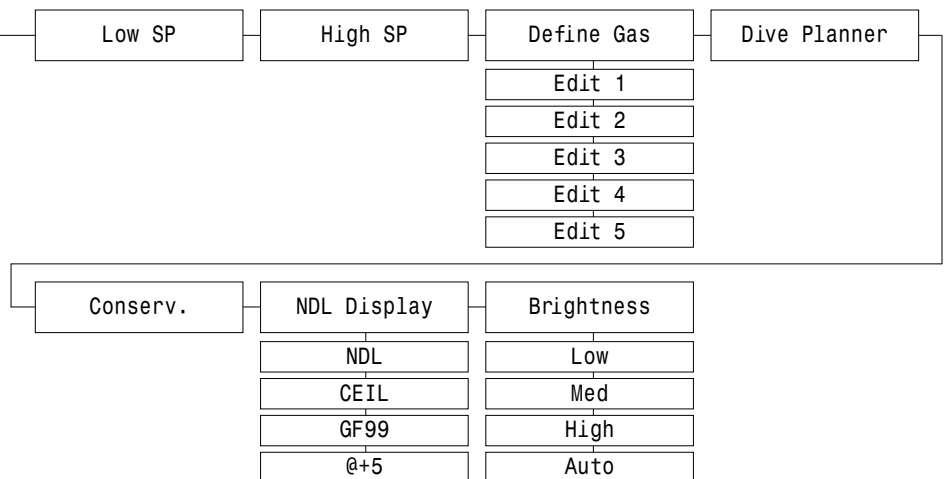 Low SP
High SP
Define Gas
Dive Planner
Edit 1
Edit 2
Edit 3
Edit 4
Edit 5
Conserv.
NDL Display
Brightness
NDL
Low
CEIL
Med
GF99
High
@+5
Auto